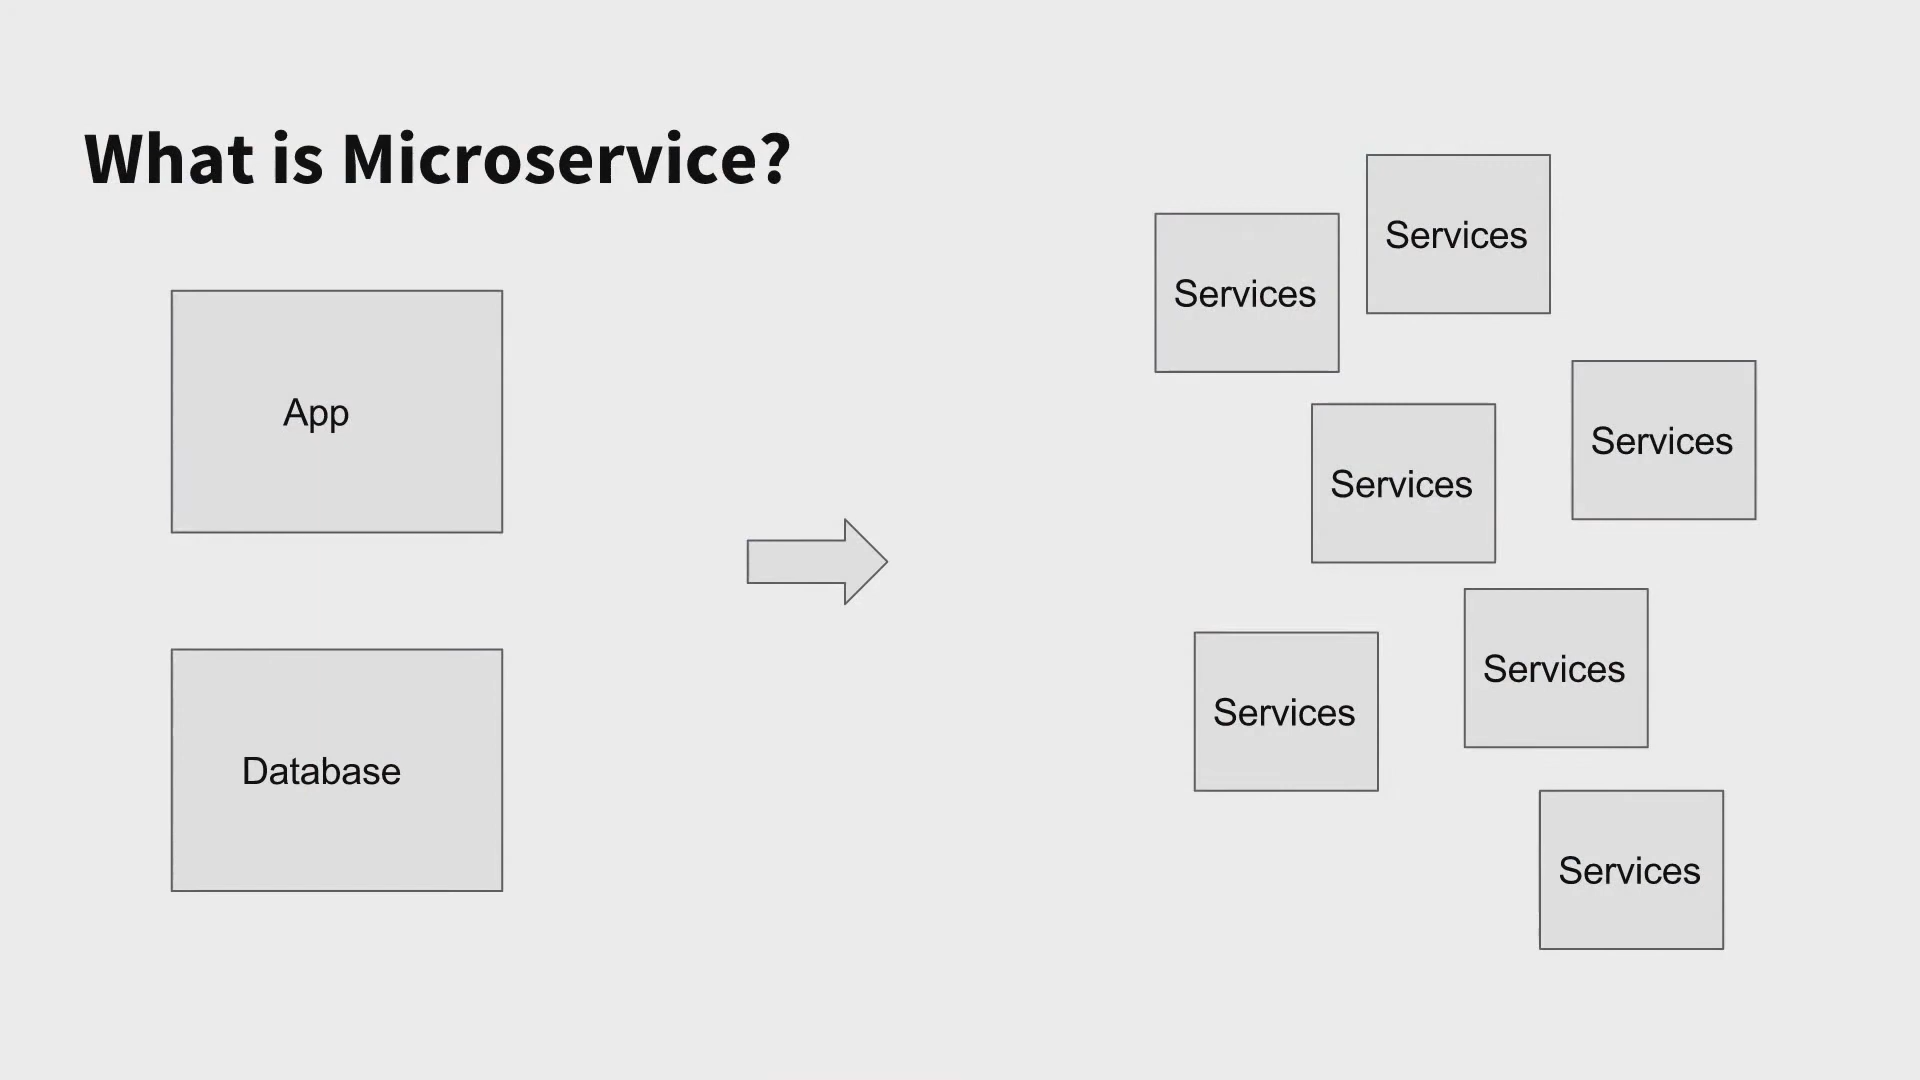 What is Microservice?
App
Database
Services
Services
Services
Services
Services
Services
Services